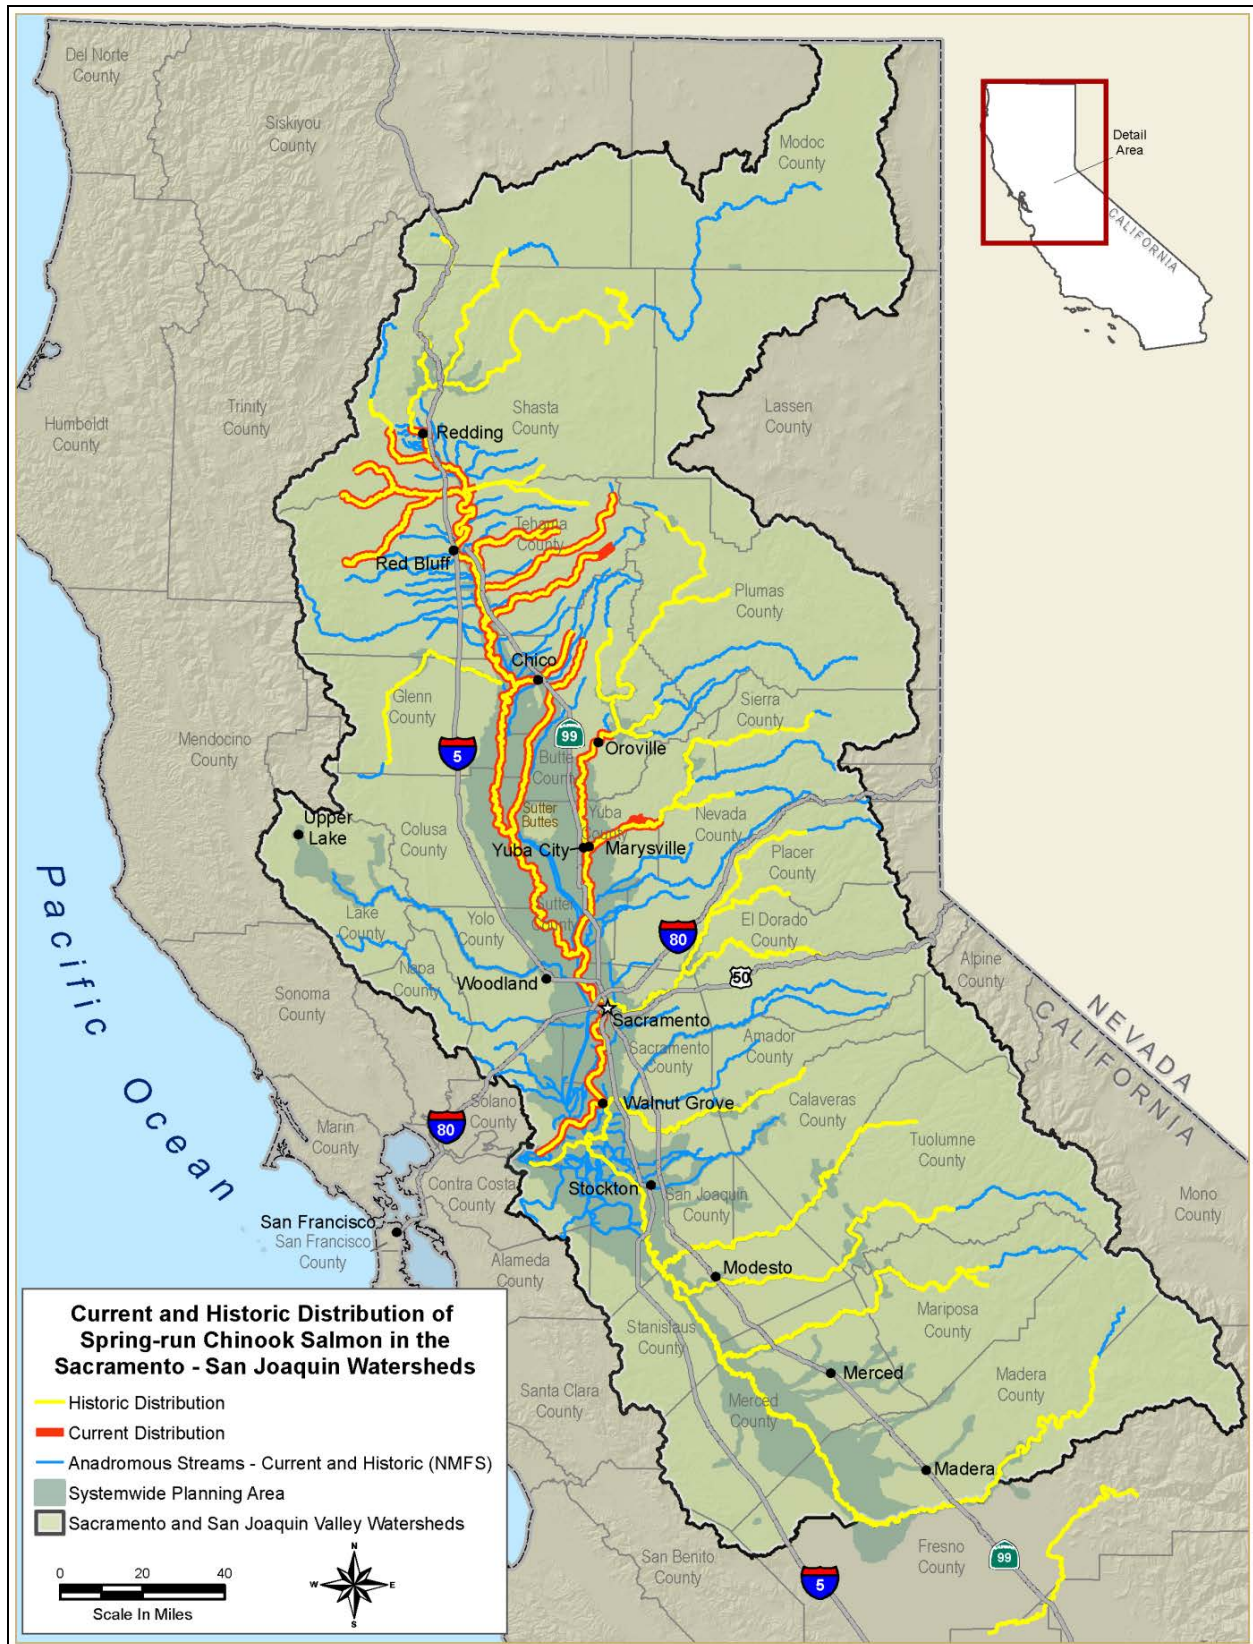 Del Norte
County
Siskiyou
County
Modoc
County
Detail
Area
CALIFORNIA
Humboldt
County
Trinity
County
Shasta
County
Lassen
County
Redding
Tehama
County
Red Bluff
Plumas
County
Chico
Glenn
County
Sierra
County
Mendocino
County
5
99
Oroville
Butte
County
Sutter
Buttes
Yuba
County
Nevada
County
Upper
Lake
Colusa
County
Yuba City
Marysville
Placer
County
Pacific Ocean
Lake
County
Yolo
County
Sutter
County
80
El Dorado
County
Napa
County
Woodland
50
Alpine
County
Sonoma
County
Sacramento
NEVADA
CALIFORNIA
Sacramento
County
Amador
County
Solano
County
Walnut Grove
Calaveras
County
80
Marin
County
Tuolumne
County
Contra Costa
County
Stockton
San Joaquin
County
Mono
County
San Francisco
San Francisco
County
Alameda
County
Modesto
Stanislaus
County
Mariposa
County
Santa Clara
County
Merced
Merced
County
Madera
County
Madera
San Benito
County
Fresno
County
99
5
Current and Historic Distribution of
Spring-run Chinook Salmon in the
Sacramento - San Joaquin Watersheds
Historic Distribution
Current Distribution
Anadromous Streams - Current and Historic (NMFS)
Systemwide Planning Area
Sacramento and San Joaquin Valley Watersheds
0 20 40
Scale In Miles
N
W E
S